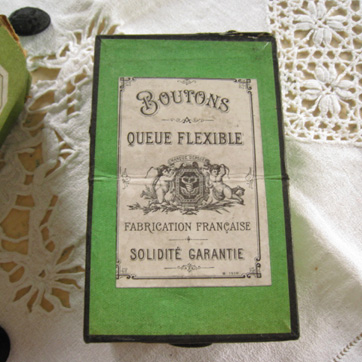 BOUTONS
A
QUEUE FLEXIBLE
FABRICATION FRANÇAISE
SOLIDITÉ GARANTIE